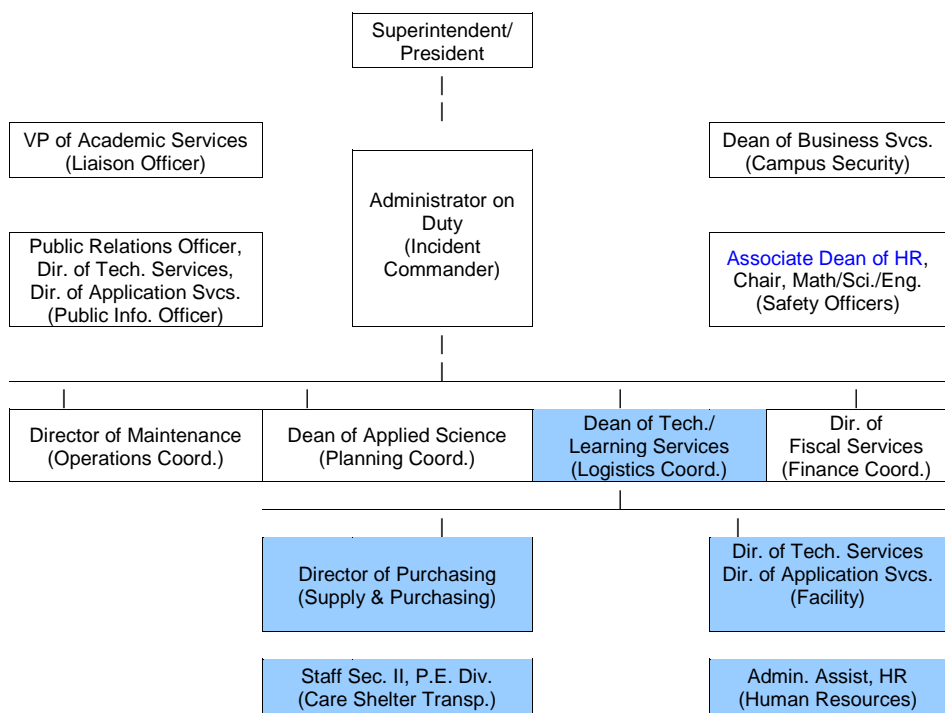 Superintendent/
President
VP of Academic Services
(Liaison Officer)
Dean of Business Svcs.
(Campus Security)
Administrator on
Duty
(Incident
Commander)
Public Relations Officer,
Dir. of Tech. Services,
Dir. of Application Svcs.
(Public Info. Officer)
Associate Dean of HR,
Chair, Math/Sci./Eng.
(Safety Officers)
Director of Maintenance
(Operations Coord.)
Dean of Applied Science
(Planning Coord.)
Dean of Tech./
Learning Services
(Logistics Coord.)
Dir. of
Fiscal Services
(Finance Coord.)
Director of Purchasing
(Supply & Purchasing)
Dir. of Tech. Services
Dir. of Application Svcs.
(Facility)
Staff Sec. II, P.E. Div.
(Care Shelter Transp.)
Admin. Assist, HR
(Human Resources)